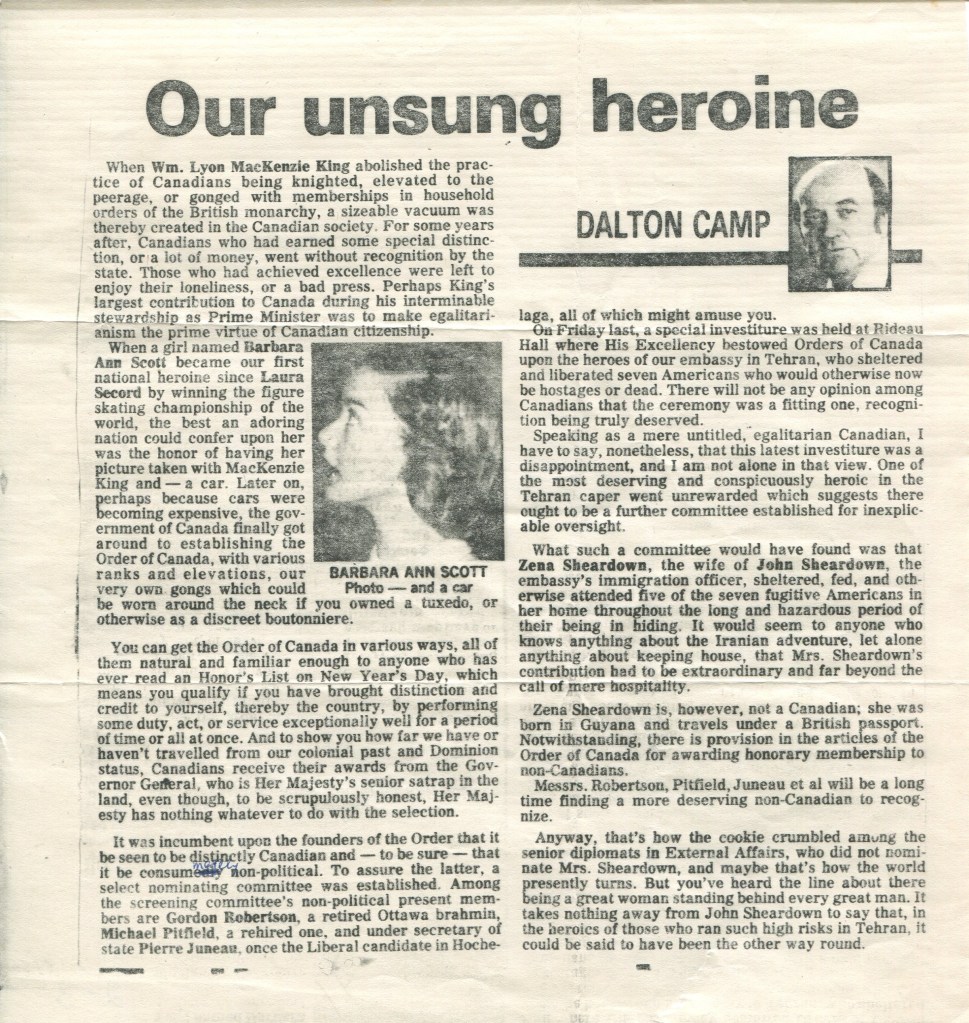 Our unsung heroine
When Wm. Lyon MacKenzie King abolished the prac-
tice of Canadians being knighted, elevated to the
peerage, or gonged with memberships in household
orders of the British monarchy, a sizeable vacuum was
thereby created in the Canadian society. For some years
after, Canadians who had earned some special distinc-
tion, or a lot of money, went without recognition by the
state. Those who had achieved excellence were left to
enjoy their loneliness, or a bad press. Perhaps King's
largest contribution to Canada during his interminable
stewardship as Prime Minister was to make egalitari-
anism the prime virtue of Canadian citizenship.
When a girl named Barbara
Ann Scott became our first
national heroine since Laura
Secord by winning the figure
skating championship of the
world, the best an adoring
nation could confer upon her
was the honor of having her
picture taken with MacKenzie
King and — a car. Later on,
perhaps because cars were
becoming expensive, the gov-
ernment of Canada finally got
around to establishing the
Order of Canada, with various
ranks and elevations, our
very own gongs which could
be worn around the neck if you owned a tuxedo, or
otherwise as a discreet boutonniere.
BARBARA ANN SCOTT
Photo — and a car
You can get the Order of Canada in various ways, all of
them natural and familiar enough to anyone who has
ever read an Honor's List on New Year's Day, which
means you qualify if you have brought distinction and
credit to yourself, thereby the country, by performing
some duty, act, or service exceptionally well for a period
of time or all at once. And to show you how far we have or
haven't travelled from our colonial past and Dominion
status, Canadians receive their awards from the Gov-
ernor General, who is Her Majesty's senior satrap in the
land, even though, to be scrupulously honest, Her Maj-
esty has nothing whatever to do with the selection.
It was incumbent upon the founders of the Order that it
be seen to be distinctly Canadian and — to be sure — that
it be consum mately non-political. To assure the latter, a
select nominating committee was established. Among
the screening committee's non-political present mem-
bers are Gordon Robertson, a retired Ottawa brahmin,
Michael Pitfield, a rehired one, and under secretary of
state Pierre Juneau, once the Liberal candidate in Hoche-
DALTON CAMP
laga, all of which might amuse you.
On Friday last, a special investiture was held at Rideau
Hall where His Excellency bestowed Orders of Canada
upon the heroes of our embassy in Tehran, who sheltered
and liberated seven Americans who would otherwise now
be hostages or dead. There will not be any opinion among
Canadians that the ceremony was a fitting one, recogni-
tion being truly deserved.
Speaking as a mere untitled, egalitarian Canadian, I
have to say, nonetheless, that this latest investiture was a
disappointment, and I am not alone in that view. One of
the most deserving and conspicuously heroic in the
Tehran caper went unrewarded which suggests there
ought to be a further committee established for inexplic-
able oversight.
What such a committee would have found was that
Zena Sheardown, the wife of John Sheardown, the
embassy's immigration officer, sheltered, fed, and oth-
erwise attended five of the seven fugitive Americans in
her home throughout the long and hazardous period of
their being in hiding. It would seem to anyone who
knows anything about the Iranian adventure, let alone
anything about keeping house, that Mrs. Sheardown's
contribution had to be extraordinary and far beyond the
call of mere hospitality.
Zena Sheardown is, however, not a Canadian; she was
born in Guyana and travels under a British passport.
Notwithstanding, there is provision in the articles of the
Order of Canada for awarding honorary membership to
non-Canadians.
Messrs. Robertson, Pitfield, Juneau et al will be a long
time finding a more deserving non-Canadian to recog-
nize.
Anyway, that's how the cookie crumbled among the
senior diplomats in External Affairs, who did not nomi-
nate Mrs. Sheardown, and maybe that's how the world
presently turns. But you've heard the line about there
being a great woman standing behind every great man. It
takes nothing away from John Sheardown to say that, in
the heroics of those who ran such high risks in Tehran, it
could be said to have been the other way round.